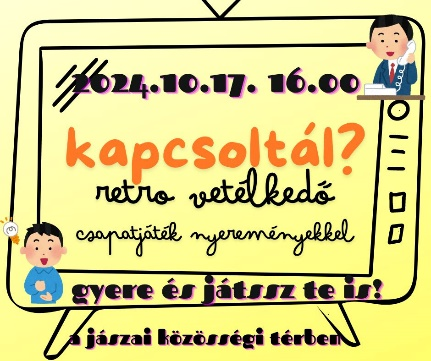 2024.10.17. 16.00
kapcsoltál?
retro vetélkedő
csapatjáték nyereményekkel
gyere és játssz te is!
a jászai közösségi térben